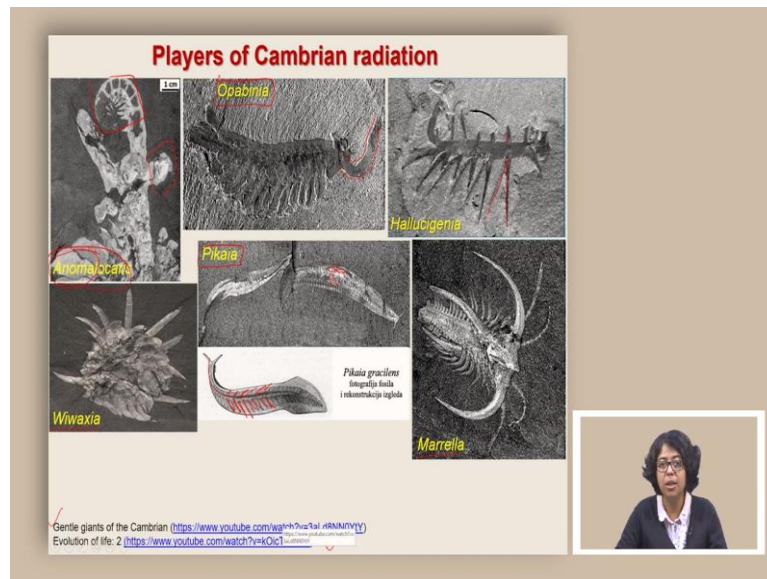 Players of Cambrian radiation
1 cm
Opabinia
Hallucigenia
Anomalocaris
Pikaia
Pikaia gracilens
fotografija fosila
i rekonstrukcija izgleda
Wiwaxia
Marrella
Gentle giants of the Cambrian
Evolution of life: 2